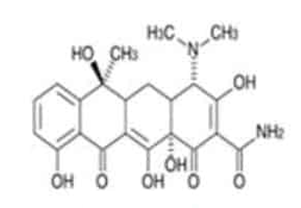 H₃C CH₃
HO CH₃ N
OH
NH₂
OH
OH O OH O O